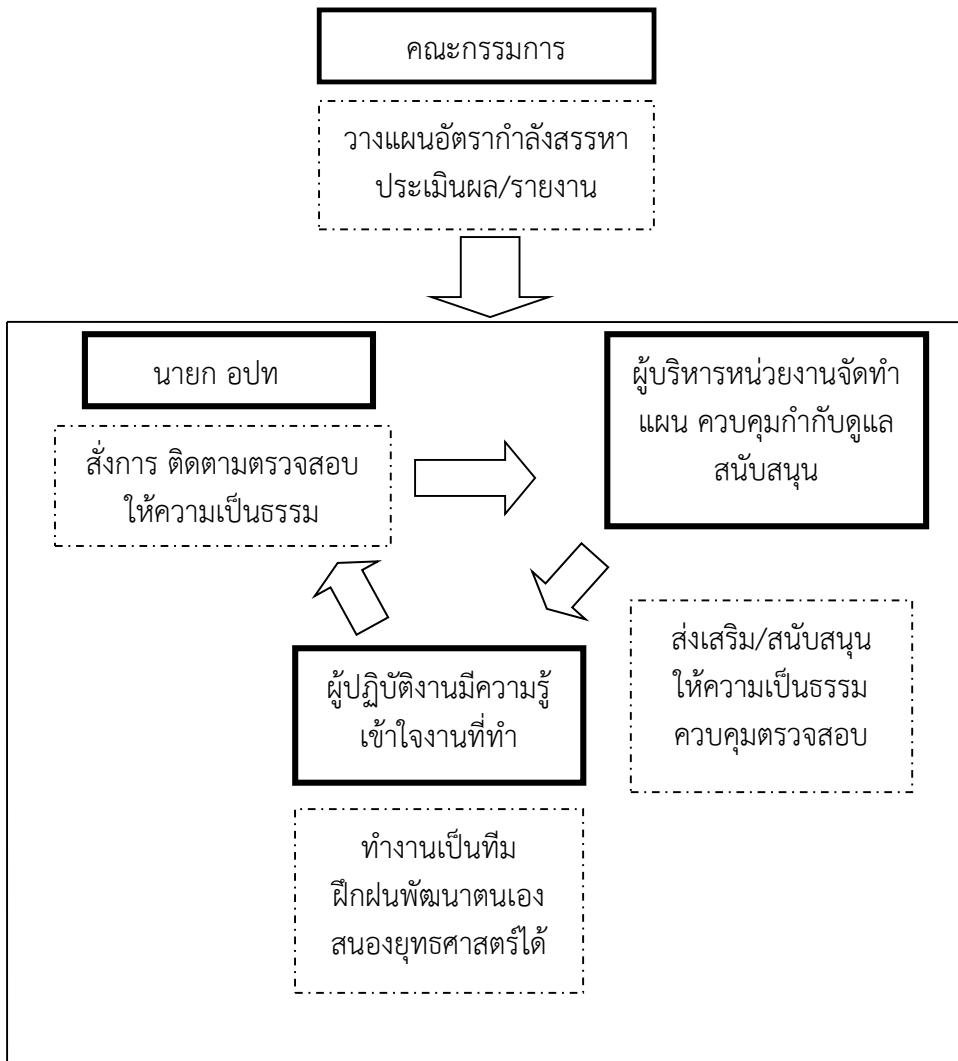 คณะกรรมการ
วางแผนอัตรากำลังสรรหา
ประเมินผล/รายงาน
นายก อปท
สั่งการ ติดตามตรวจสอบ
ให้ความเป็นธรรม
ผู้บริหารหน่วยงานจัดทำ
แผน ควบคุมกำกับดูแล
สนับสนุน
ส่งเสริม/สนับสนุน
ให้ความเป็นธรรม
ควบคุมตรวจสอบ
ผู้ปฏิบัติงานมีความรู้
เข้าใจงานที่ทำ
ทำงานเป็นทีม
ฝึกฝนพัฒนาตนเอง
สนองยุทธศาสตร์ได้